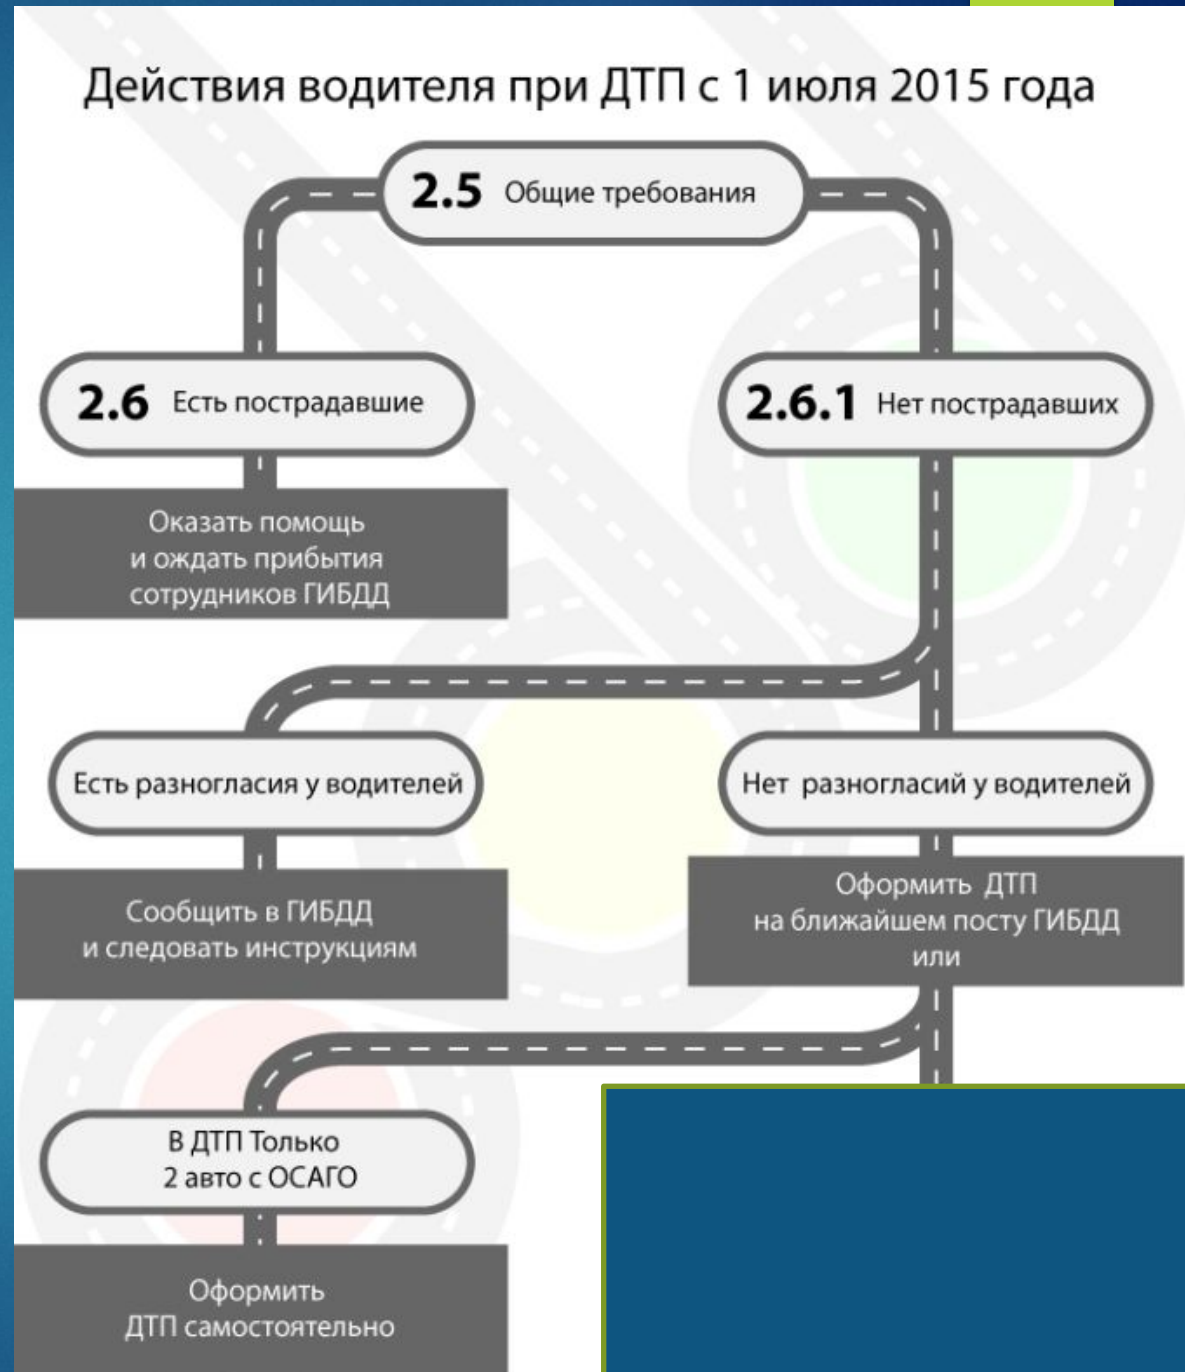 Действия водителя при ДТП с 1 июля 2015 года
2.5 Общие требования
2.6 Есть пострадавшие
2.6.1 Нет пострадавших
Оказать помощь
и ождать прибытия
сотрудников ГИБДД
Есть разногласия у водителей
Нет разногласий у водителей
Сообщить в ГИБДД
и следовать инструкциям
Оформить ДТП
на ближайшем посту ГИБДД
или
В ДТП Только
2 авто с ОСАГО
Оформить
ДТП самостоятельно